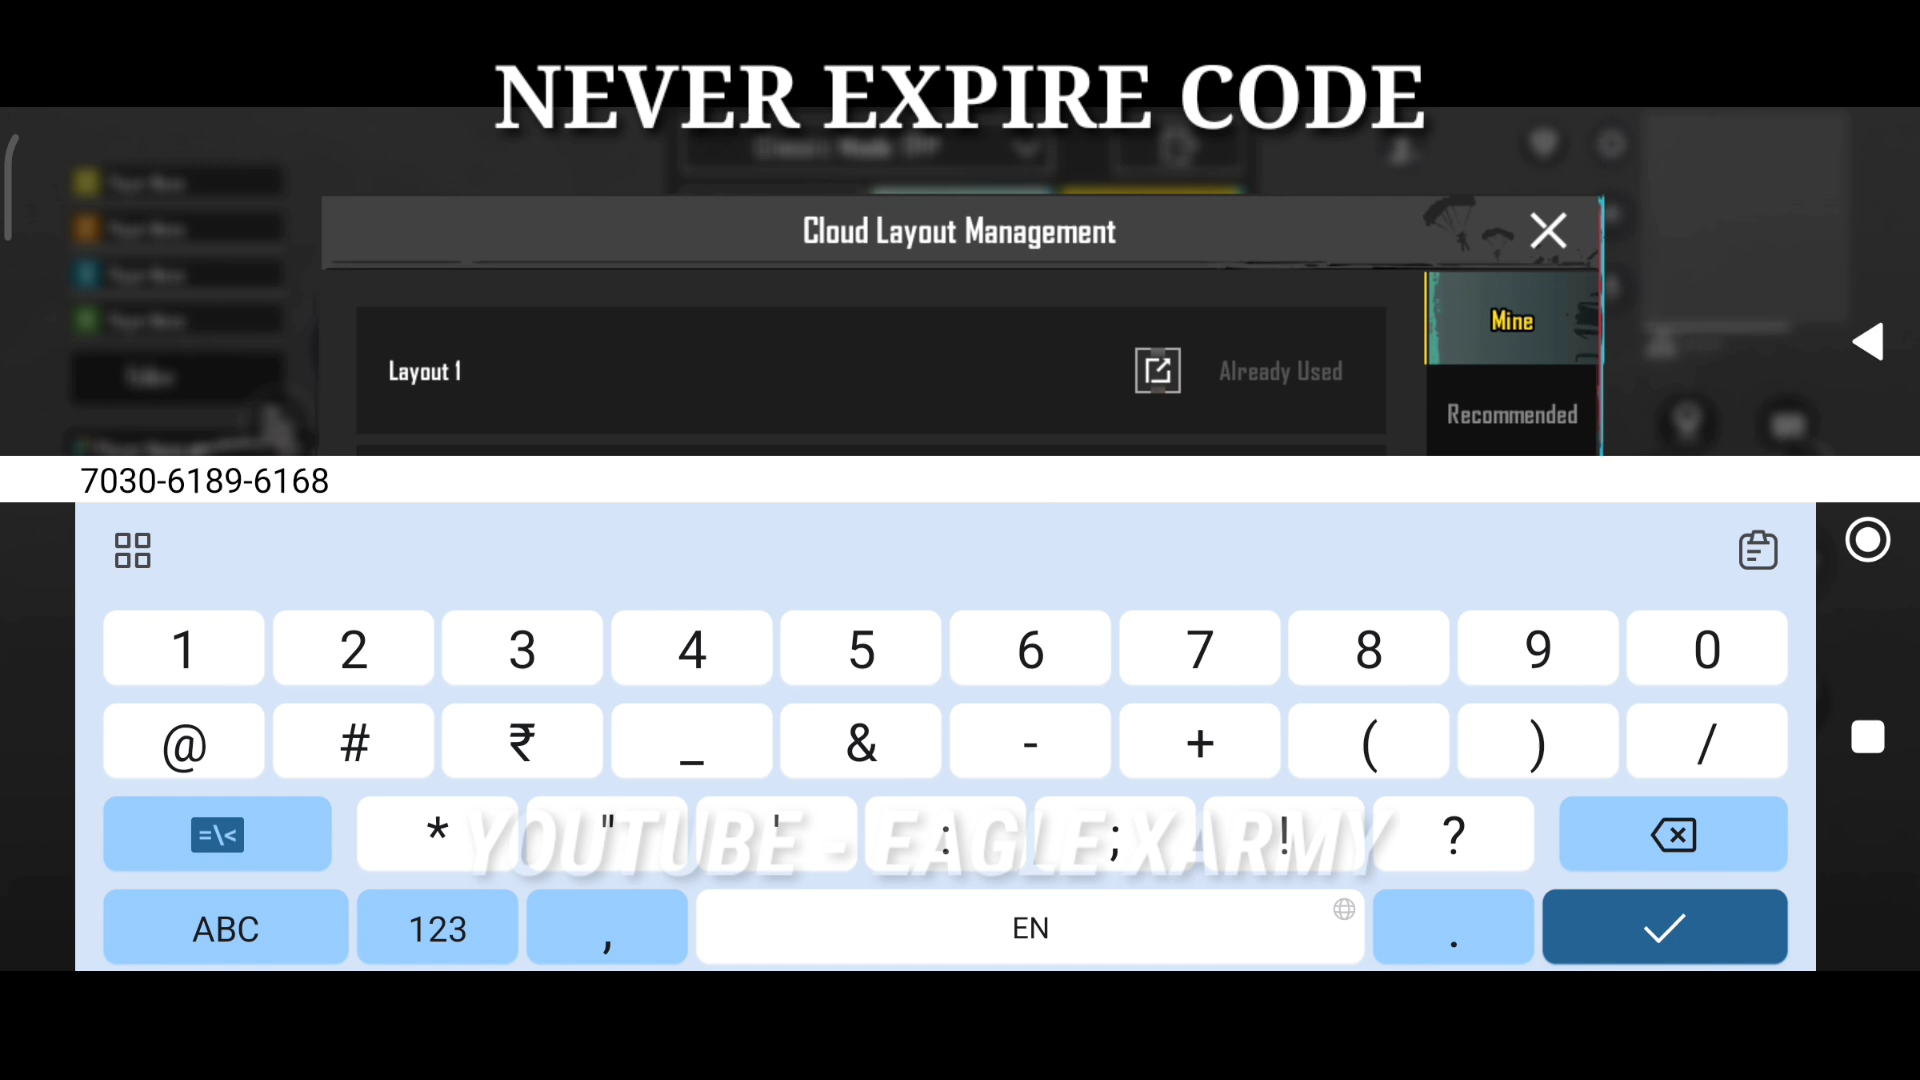 NEVER EXPIRE CODE
Cloud Layout Management
Mine
Layout 1
Already Used
Recommended
7030-6189-6168
1 2 3 4 5 6 7 8 9 0
@ # ₹ _ & - + ( ) /
=\< * " ' : ; ! ?
YOUTUBE - EAGLE XARMY
ABC 123 , EN .